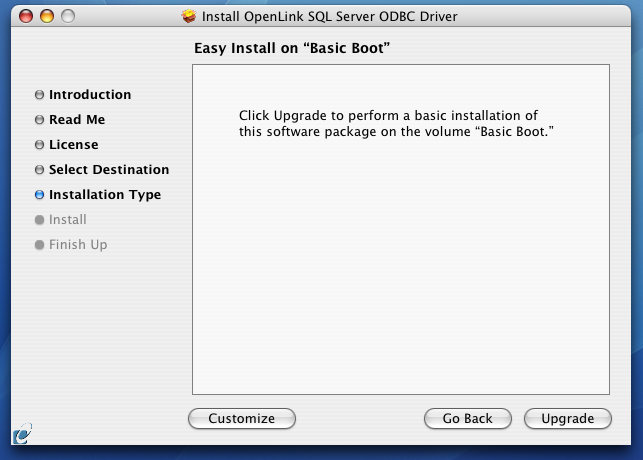 Install OpenLink SQL Server ODBC Driver
Easy Install on “Basic Boot”
Introduction
Read Me
License
Select Destination
Installation Type
Install
Finish Up
Click Upgrade to perform a basic installation of
this software package on the volume “Basic Boot.”
Customize
Go Back
Upgrade